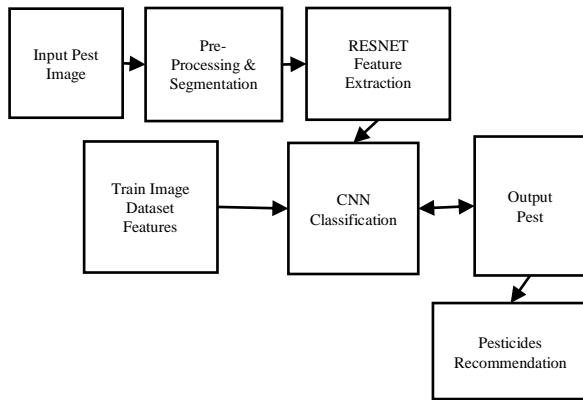 Input Pest
Image
Pre-
Processing &
Segmentation
RESNET
Feature
Extraction
Train Image
Dataset
Features
CNN
Classification
Output
Pest
Pesticides
Recommendation